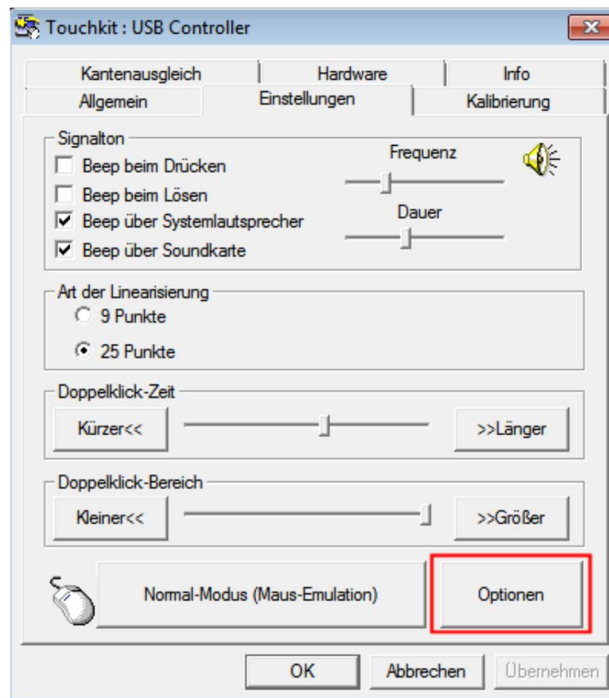 Touchkit : USB Controller
Kantenausgleich Hardware Info
Allgemein Einstellungen Kalibrierung
Signalton
Beep beim Drücken
Beep beim Lösen
Beep über Systemlautsprecher
Beep über Soundkarte
Frequenz
Dauer
Art der Linearisierung
9 Punkte
25 Punkte
Doppelklick-Zeit
Kürzer<< >>Länger
Doppelklick-Bereich
Kleiner<< >>Größer
Normal-Modus (Maus-Emulation) Optionen
OK Abbrechen Übernehmen